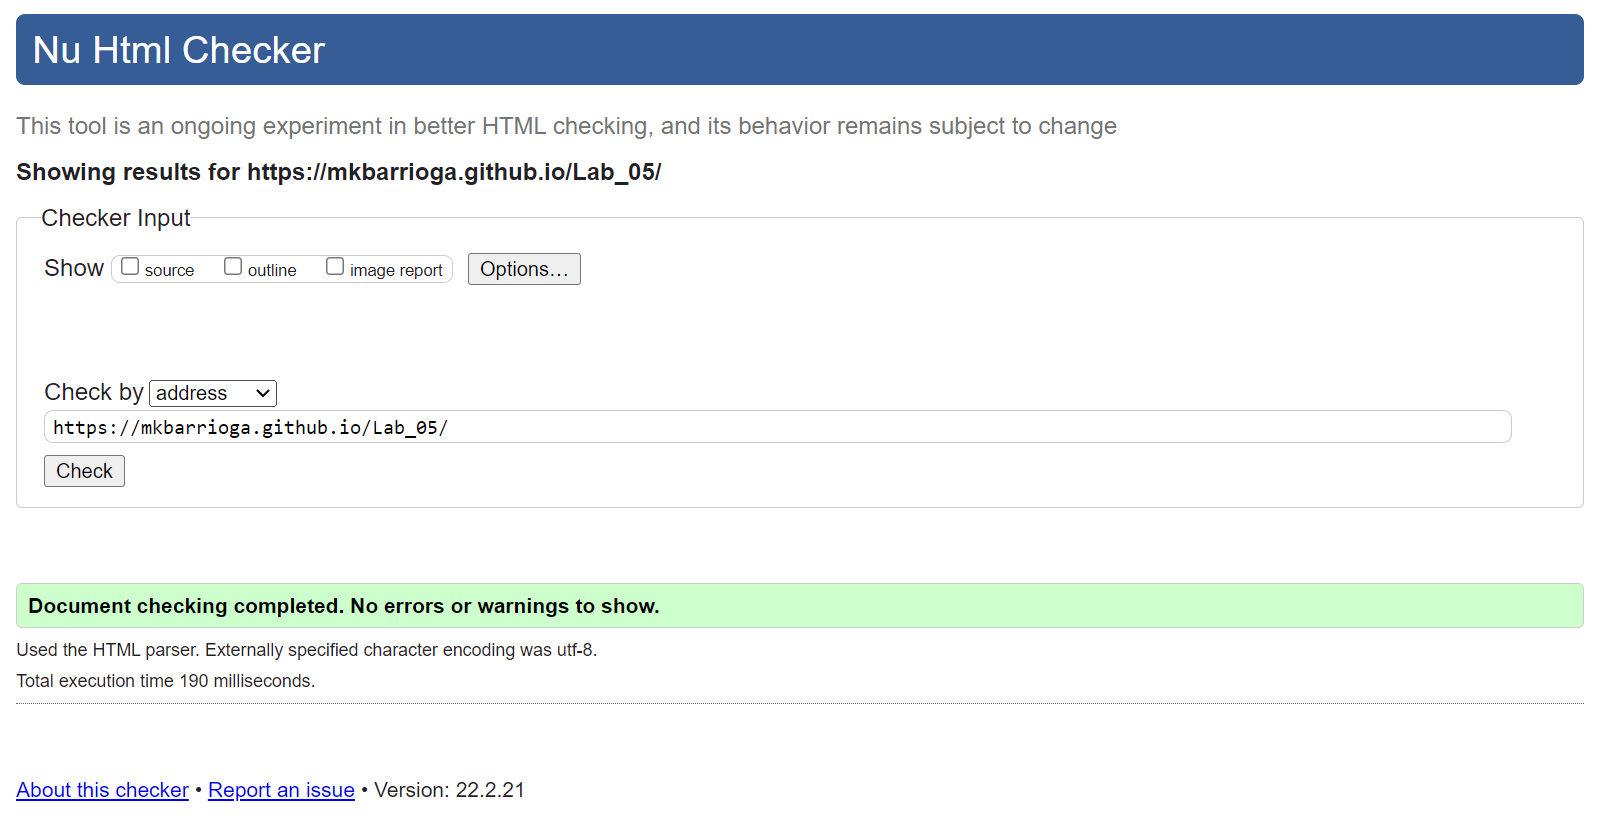 Nu Html Checker
This tool is an ongoing experiment in better HTML checking, and its behavior remains subject to change
Showing results for https://mkbarrioga.github.io/Lab_05/
Checker Input
Show source outline image report Options...
Check by address
https://mkbarrioga.github.io/Lab_05/
Check
Document checking completed. No errors or warnings to show.
Used the HTML parser. Externally specified character encoding was utf-8.
Total execution time 190 milliseconds.
About this checker • Report an issue • Version: 22.2.21